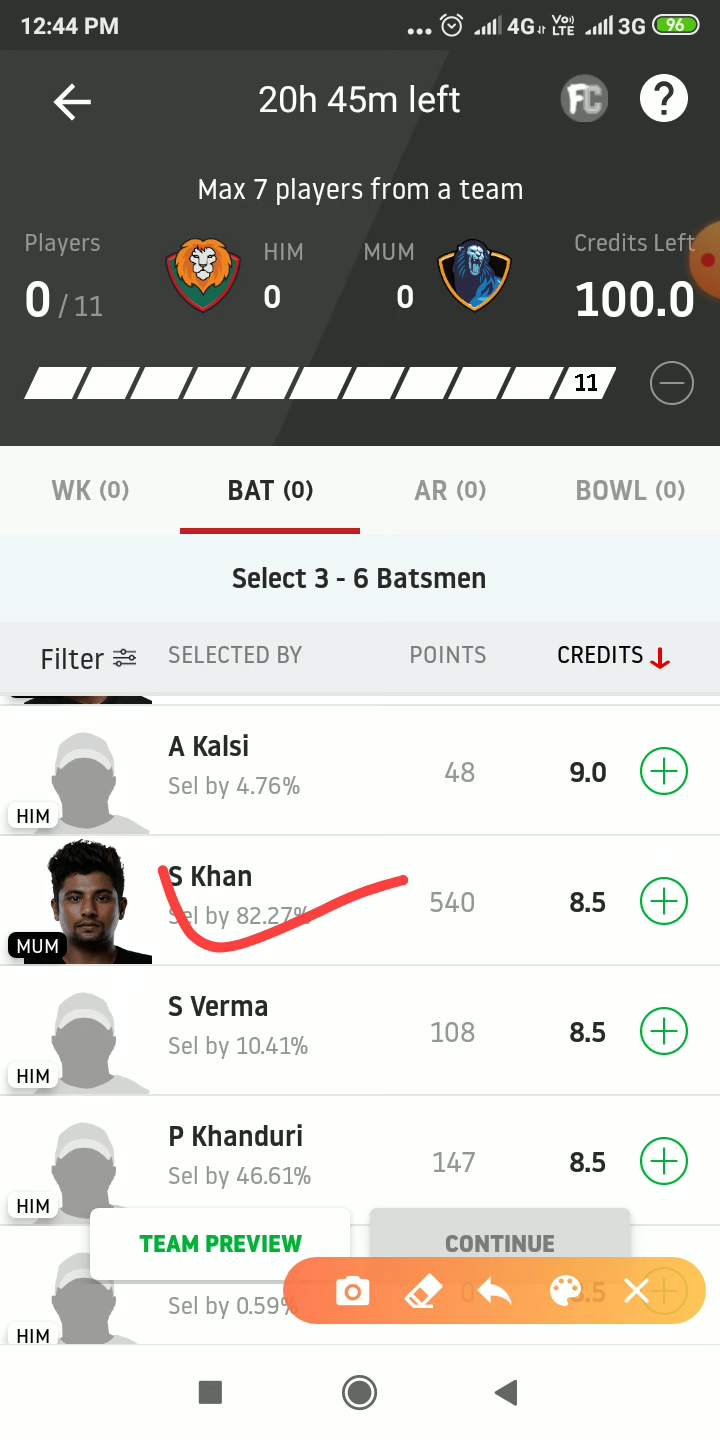 12:44 PM
4G
Vo))
LTE
3G
96
20h 45m left
FC
?
Max 7 players from a team
Players
HIM
MUM
Credits Left
0 / 11
0
0
100.0
11
WK (0)
BAT (0)
AR (0)
BOWL (0)
Select 3 - 6 Batsmen
Filter
SELECTED BY
POINTS
CREDITS
A Kalsi
Sel by 4.76%
48
9.0
HIM
S Khan
Sel by 82.27%
540
8.5
MUM
S Verma
Sel by 10.41%
108
8.5
HIM
P Khanduri
Sel by 46.61%
147
8.5
HIM
TEAM PREVIEW
CONTINUE
Sel by 0.59%
0
HIM